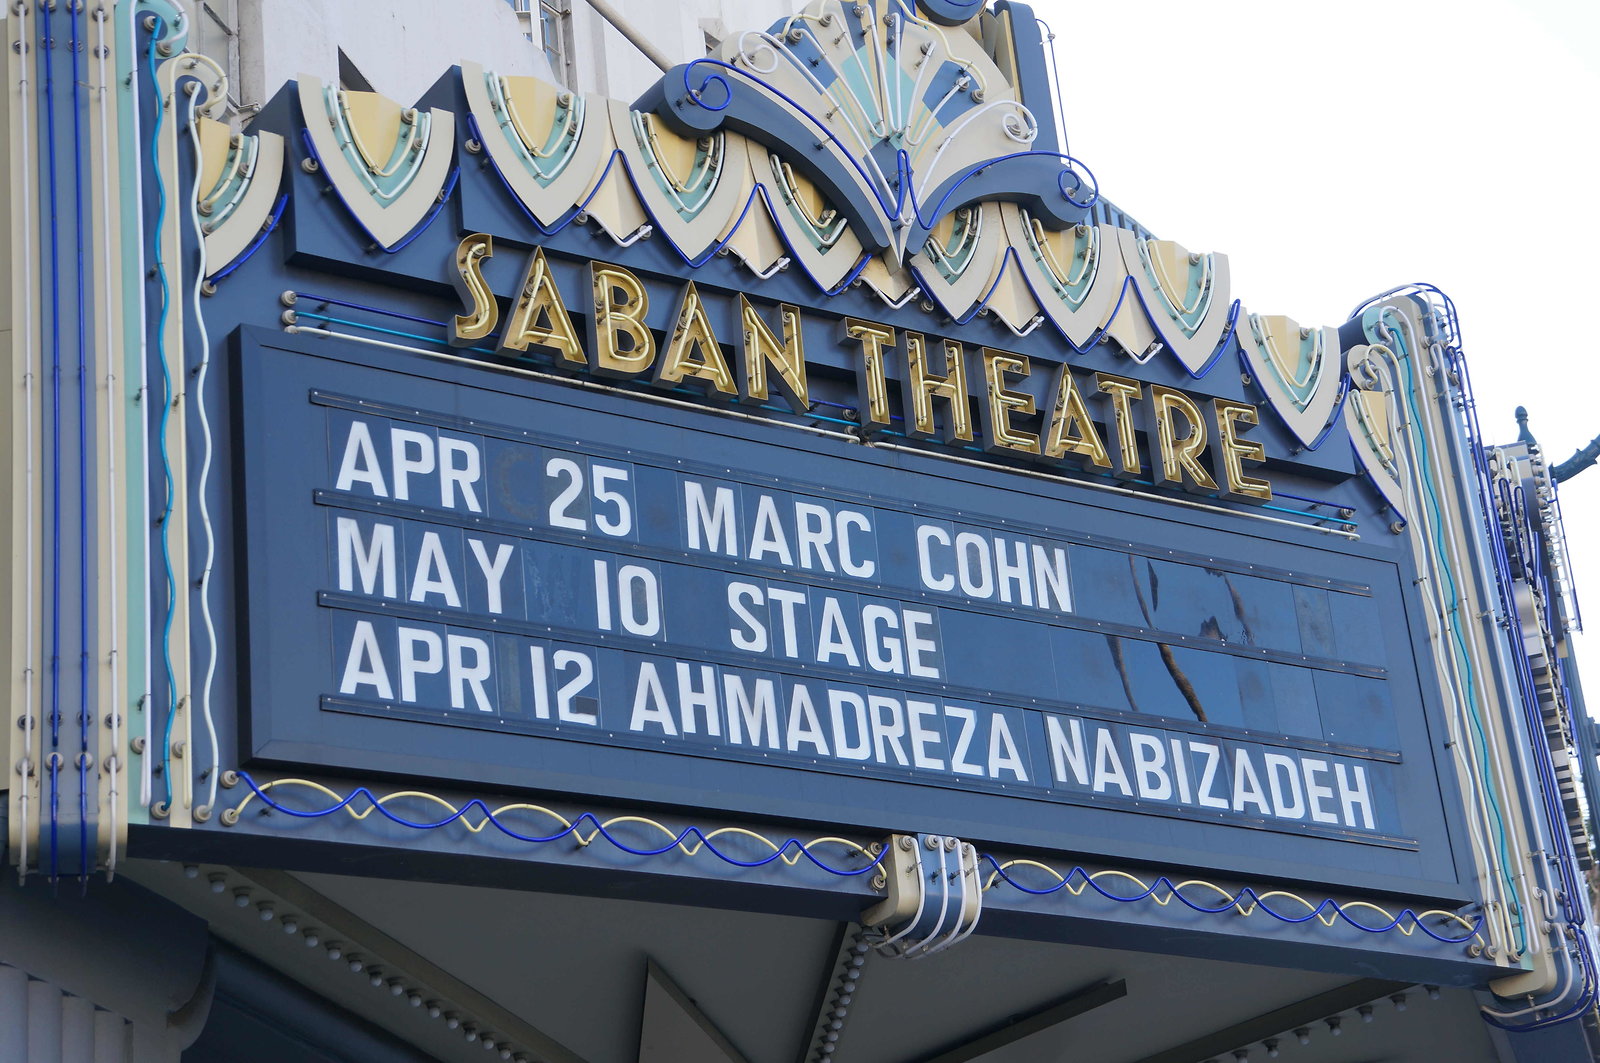 SABAN THEATRE
APR 25 MARC COHN
MAY 10 STAGE
APR 12 AHMADREZA NABIZADEH